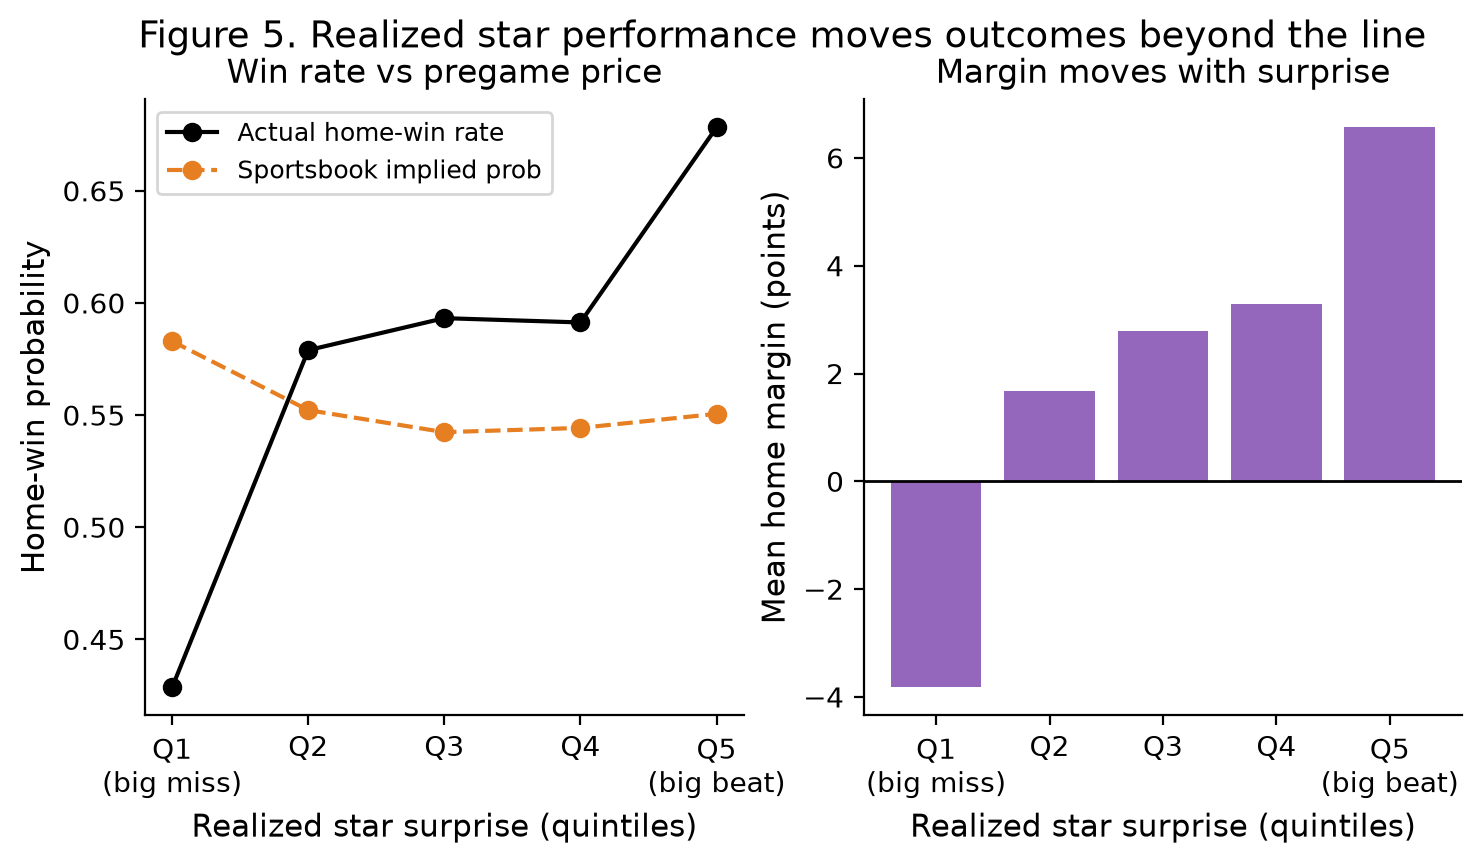 Figure 5. Realized star performance moves outcomes beyond the line
Win rate vs pregame price
Actual home-win rate
Sportsbook implied prob
Home-win probability
0.65
0.60
0.55
0.50
0.45
Q1
(big miss)
Q2
Q3
Q4
Q5
(big beat)
Realized star surprise (quintiles)
Margin moves with surprise
Mean home margin (points)
6
4
2
0
−2
−4
Q1
(big miss)
Q2
Q3
Q4
Q5
(big beat)
Realized star surprise (quintiles)